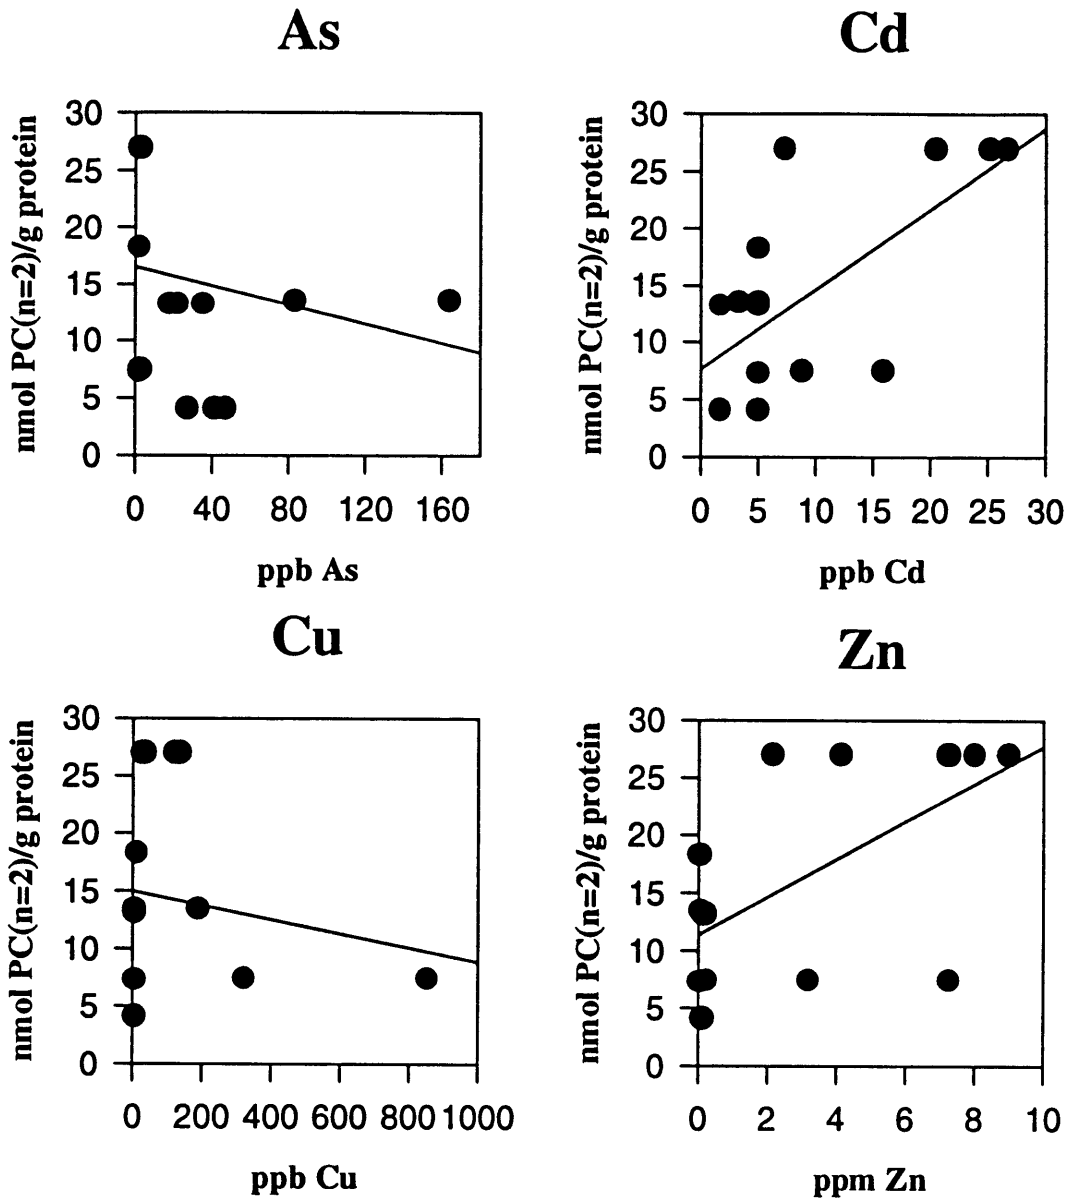 As
nmol PC(n=2)/g protein
30
25
20
15
10
5
0
0 40 80 120 160
ppb As
Cd
nmol PC(n=2)/g protein
30
25
20
15
10
5
0
0 5 10 15 20 25 30
ppb Cd
Cu
nmol PC(n=2)/g protein
30
25
20
15
10
5
0
0 200 400 600 800 1000
ppb Cu
Zn
nmol PC(n=2)/g protein
30
25
20
15
10
5
0
0 2 4 6 8 10
ppm Zn